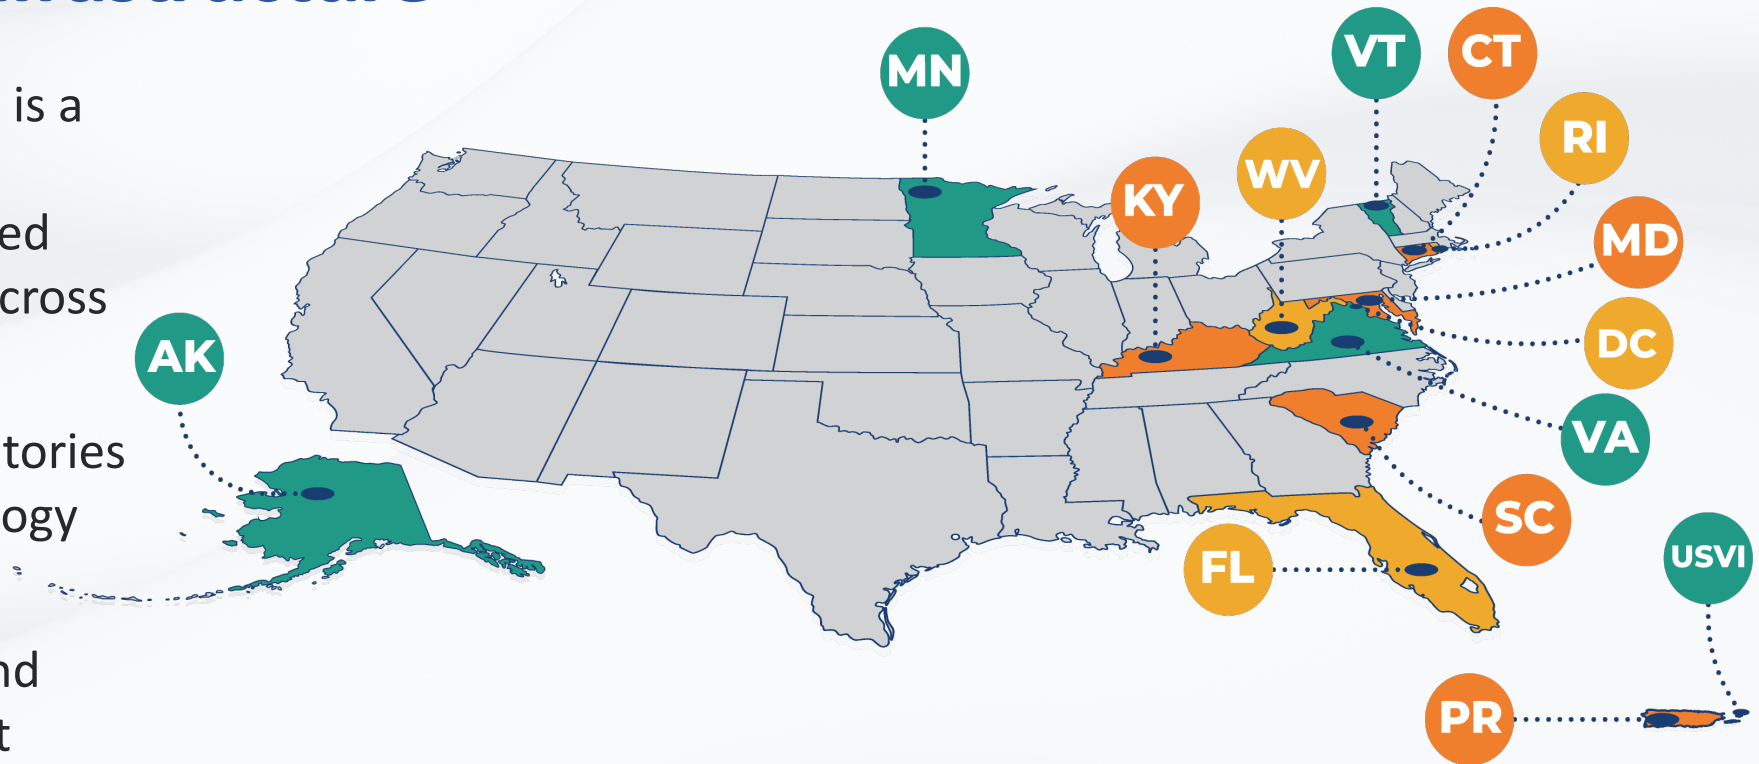 is a
ed
cross
tories
ogy
nd
t
MN
VT
CT
RI
KY
WV
MD
DC
AK
VA
SC
FL
USVI
PR